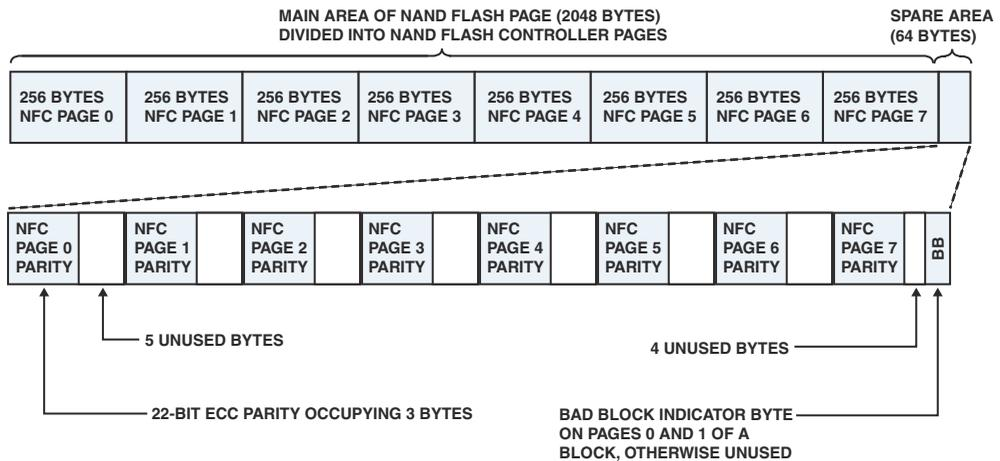 MAIN AREA OF NAND FLASH PAGE (2048 BYTES)
DIVIDED INTO NAND FLASH CONTROLLER PAGES
SPARE AREA
(64 BYTES)
256 BYTES
NFC PAGE 0
256 BYTES
NFC PAGE 1
256 BYTES
NFC PAGE 2
256 BYTES
NFC PAGE 3
256 BYTES
NFC PAGE 4
256 BYTES
NFC PAGE 5
256 BYTES
NFC PAGE 6
256 BYTES
NFC PAGE 7
NFC
PAGE 0
PARITY
NFC
PAGE 1
PARITY
NFC
PAGE 2
PARITY
NFC
PAGE 3
PARITY
NFC
PAGE 4
PARITY
NFC
PAGE 5
PARITY
NFC
PAGE 6
PARITY
NFC
PAGE 7
PARITY
BB
5 UNUSED BYTES
4 UNUSED BYTES
22-BIT ECC PARITY OCCUPYING 3 BYTES
BAD BLOCK INDICATOR BYTE
ON PAGES 0 AND 1 OF A
BLOCK, OTHERWISE UNUSED